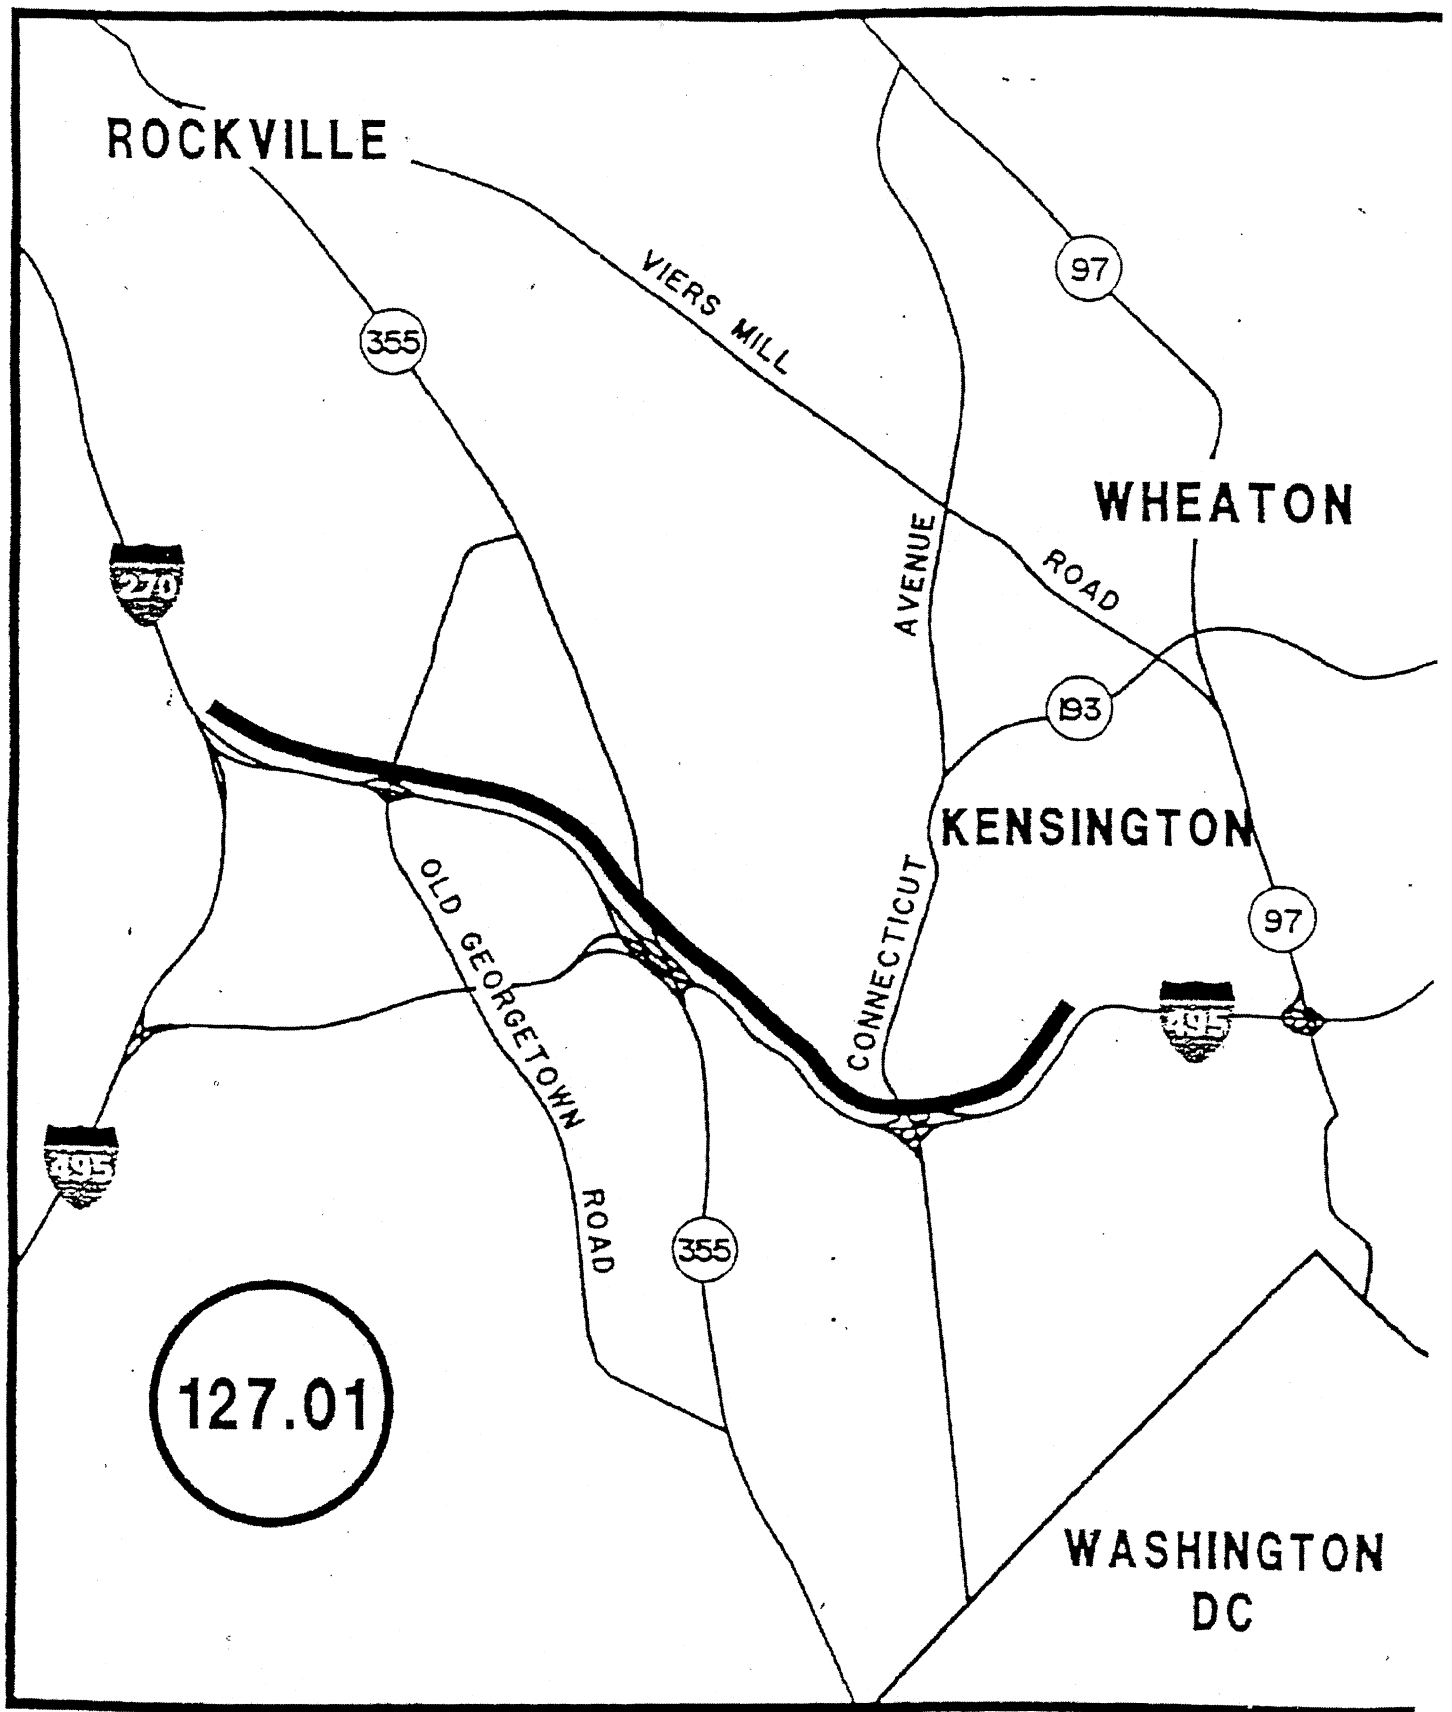 ROCKVILLE
VIERS MILL
97
355
WHEATON
AVENUE
ROAD
270
193
KENSINGTON
OLD GEORGETOWN
CONNECTICUT
97
495
495
ROAD
355
127.01
WASHINGTON
DC